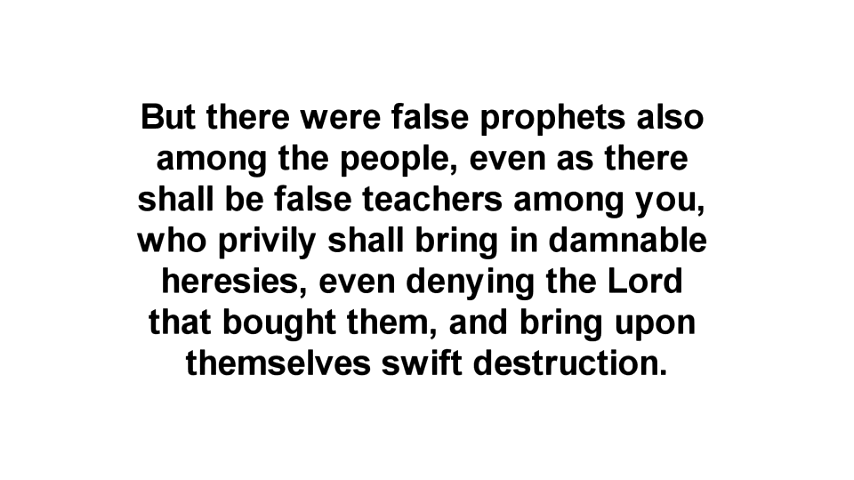 But there were false prophets also
among the people, even as there
shall be false teachers among you,
who privily shall bring in damnable
heresies, even denying the Lord
that bought them, and bring upon
themselves swift destruction.